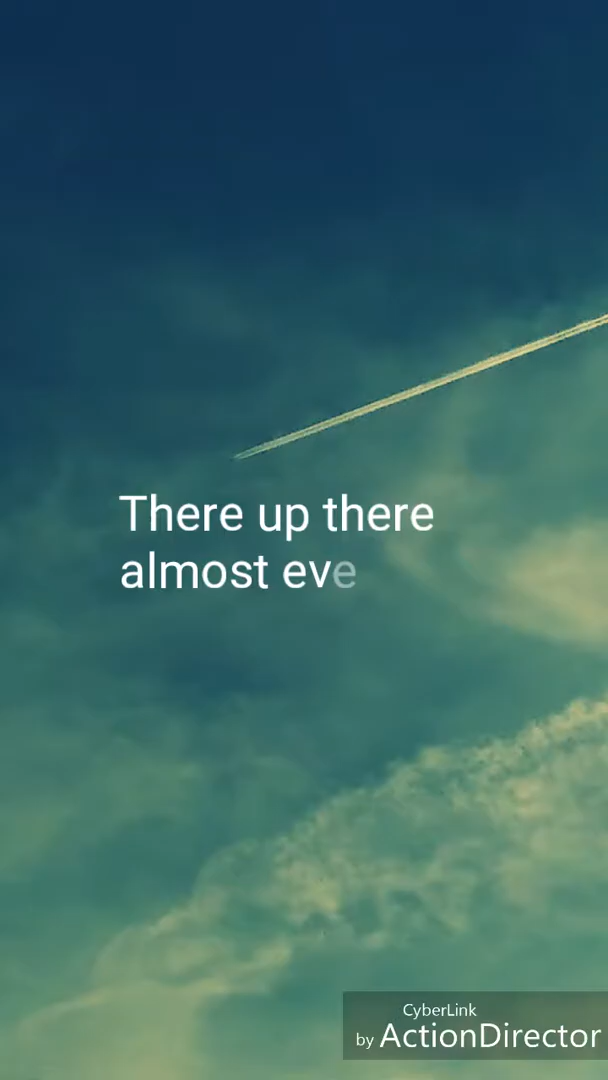 There up there
almost eve
CyberLink
by ActionDirector